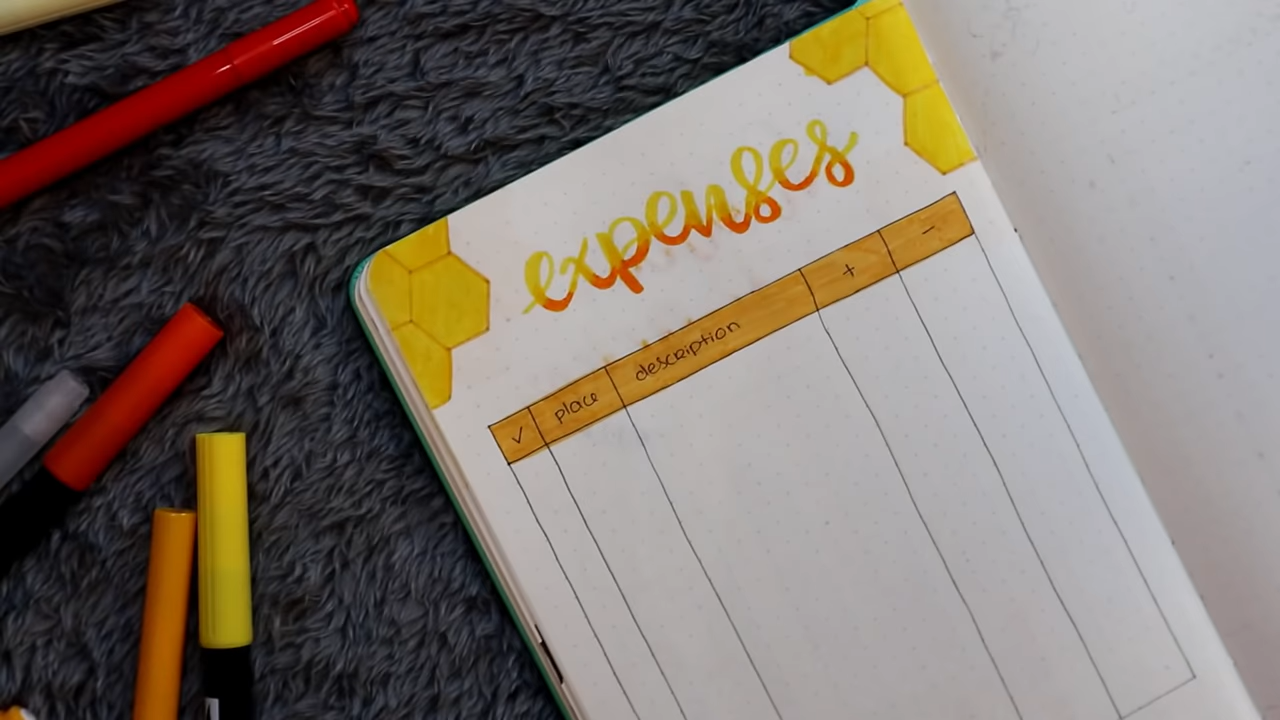 expenses
✓ place description + -